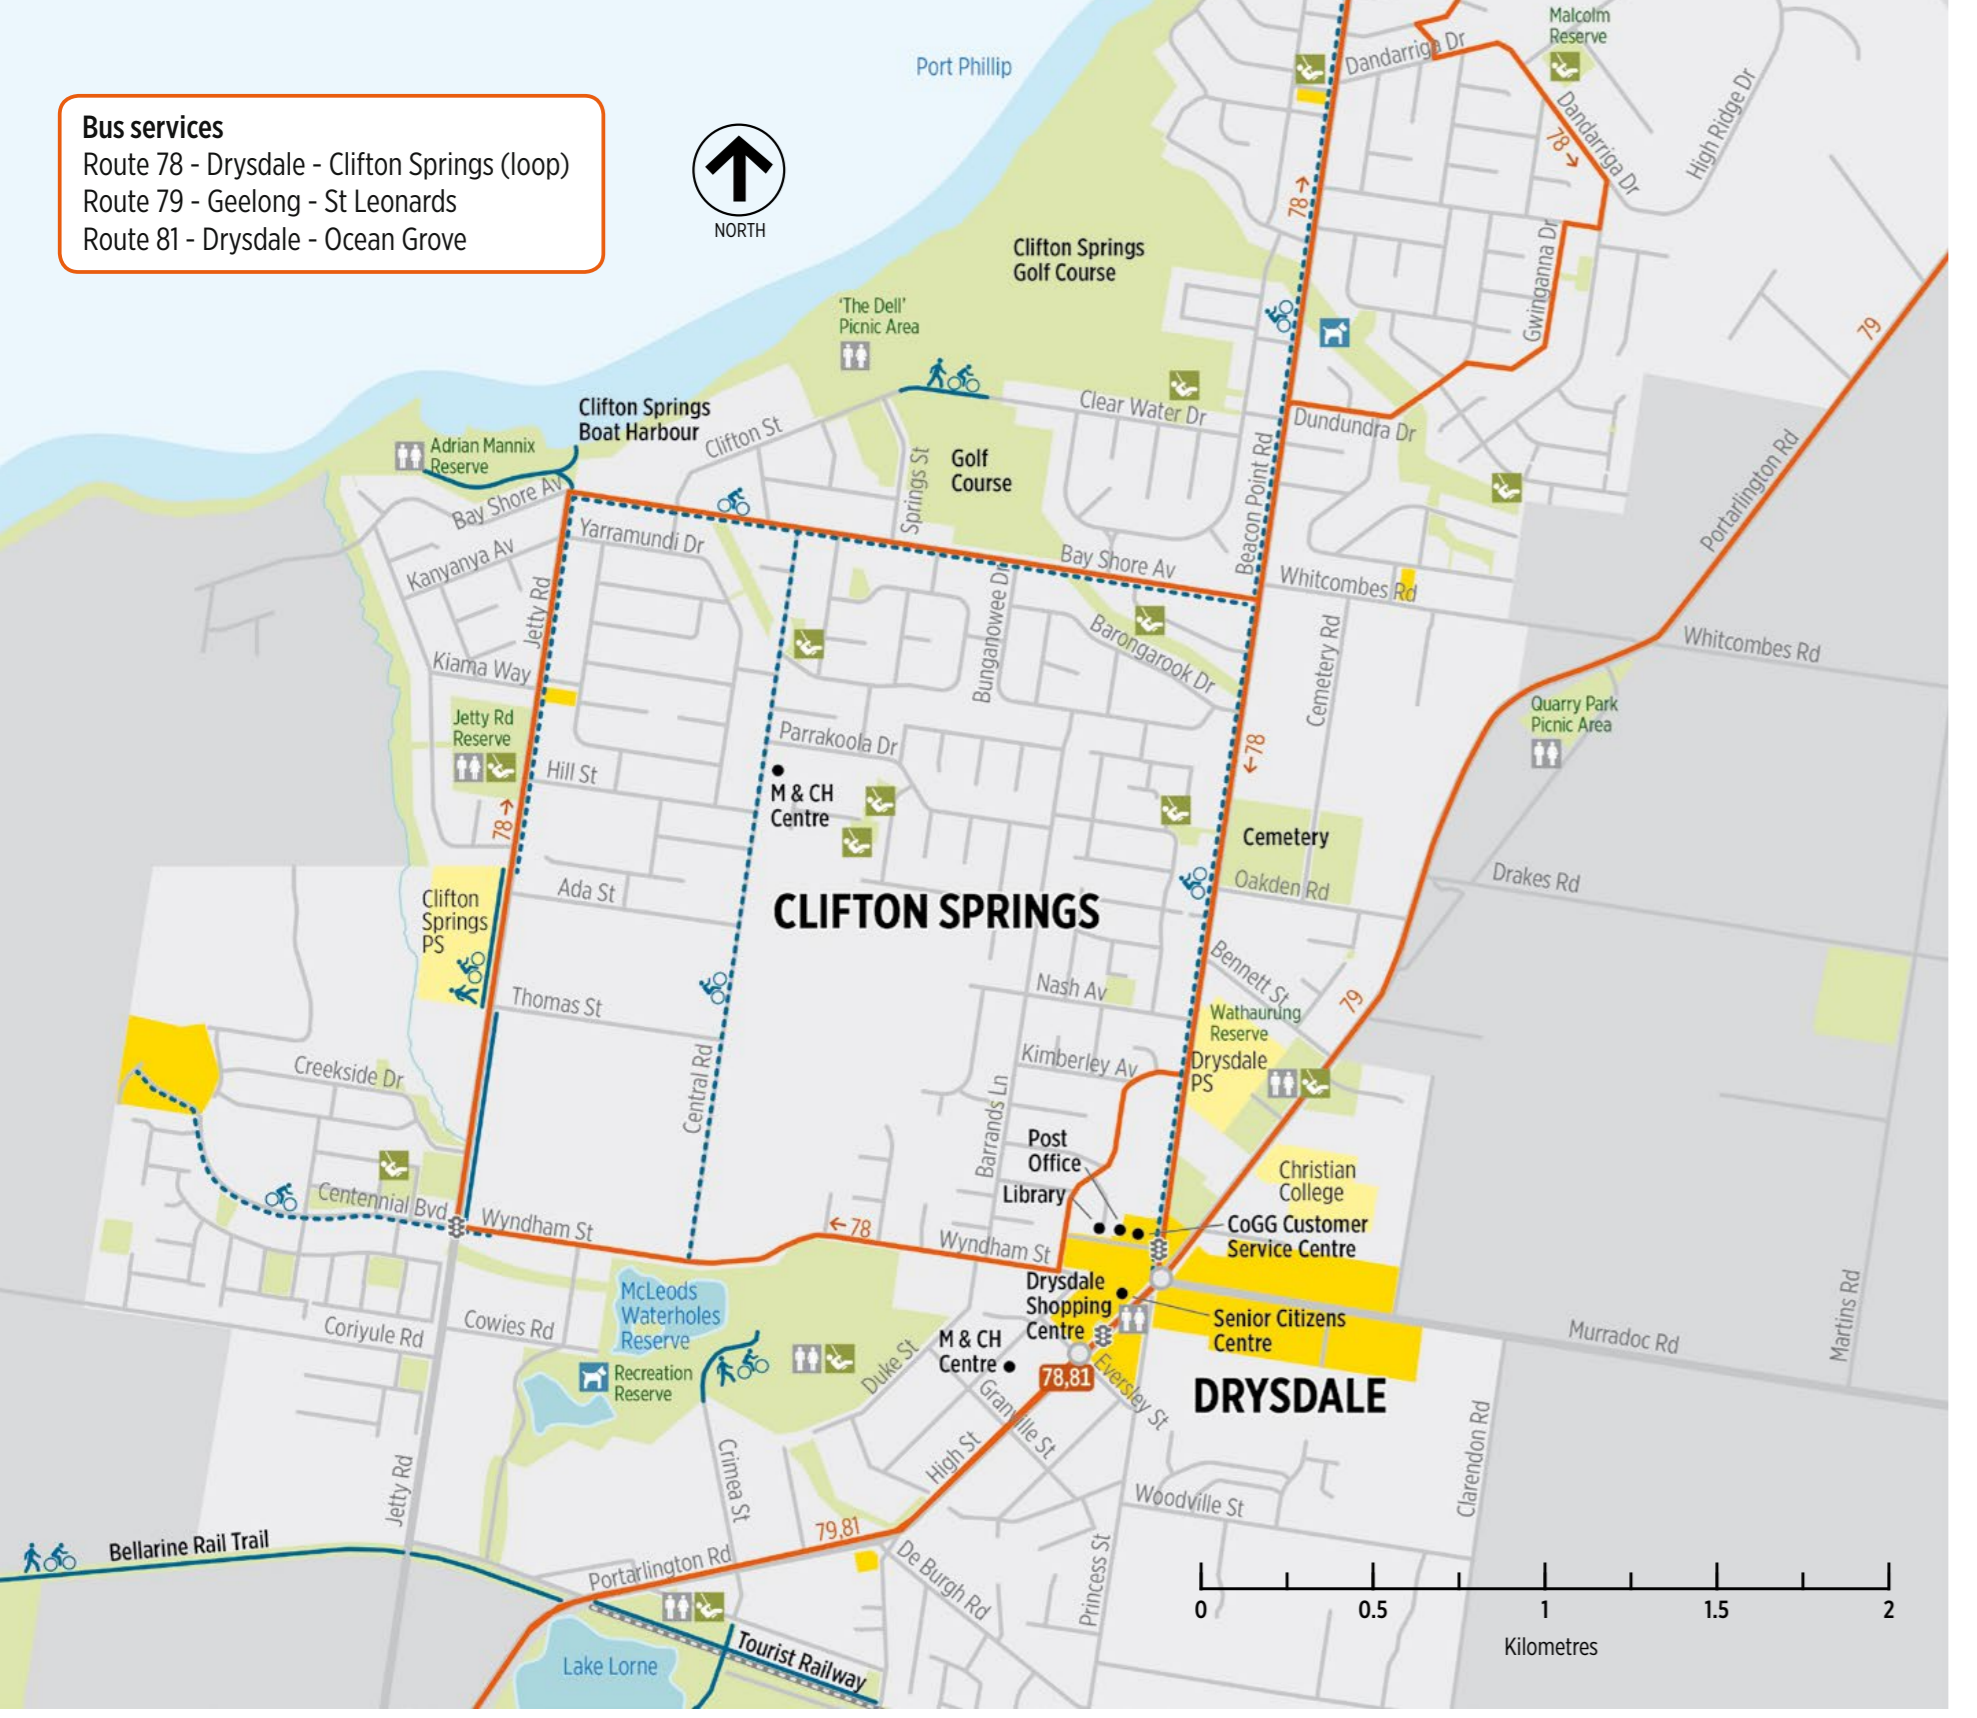 Bus services
Route 78 - Drysdale - Clifton Springs (loop)
Route 79 - Geelong - St Leonards
Route 81 - Drysdale - Ocean Grove
NORTH
Port Phillip
Malcolm
Reserve
Dandarriga Dr
Dandarriga Dr
78→
High Ridge Dr
78→
Clifton Springs
Golf Course
Gwinganna Dr
79
'The Dell'
Picnic Area
Clifton Springs
Boat Harbour
Clear Water Dr
Dundundra Dr
Clifton St
Adrian Mannix
Reserve
Golf
Course
Springs St
Beacon Point Rd
Portarlington Rd
Bay Shore Av
Yarramundi Dr
Kanyanya Av
Bay Shore Av
Whitcombes Rd
Jetty Rd
Bunganowee Dr
Barongarook Dr
Cemetery Rd
Whitcombes Rd
Kiama Way
Quarry Park
Picnic Area
Jetty Rd
Reserve
Parrakoola Dr
←78
Hill St
M & CH
Centre
78→
Cemetery
Drakes Rd
Ada St
Oakden Rd
Clifton
Springs
PS
CLIFTON SPRINGS
Bennett St
Nash Av
79
Thomas St
Wathaurung
Reserve
Drysdale
PS
Kimberley Av
Creekside Dr
Central Rd
Barrands Ln
Post
Office
Library
Christian
College
Centennial Bvd
Wyndham St
←78
Wyndham St
CoGG Customer
Service Centre
McLeods
Waterholes
Reserve
Drysdale
Shopping
Centre
Senior Citizens
Centre
Coriyule Rd
Cowies Rd
M & CH
Centre
Murradoc Rd
Martins Rd
Recreation
Reserve
Duke St
78,81
Eversley St
DRYSDALE
Granville St
Crimea St
High St
Clarendon Rd
Jetty Rd
Woodville St
79,81
Bellarine Rail Trail
Portarlington Rd
De Burgh Rd
Princess St
0 0.5 1 1.5 2
Kilometres
Tourist Railway
Lake Lorne